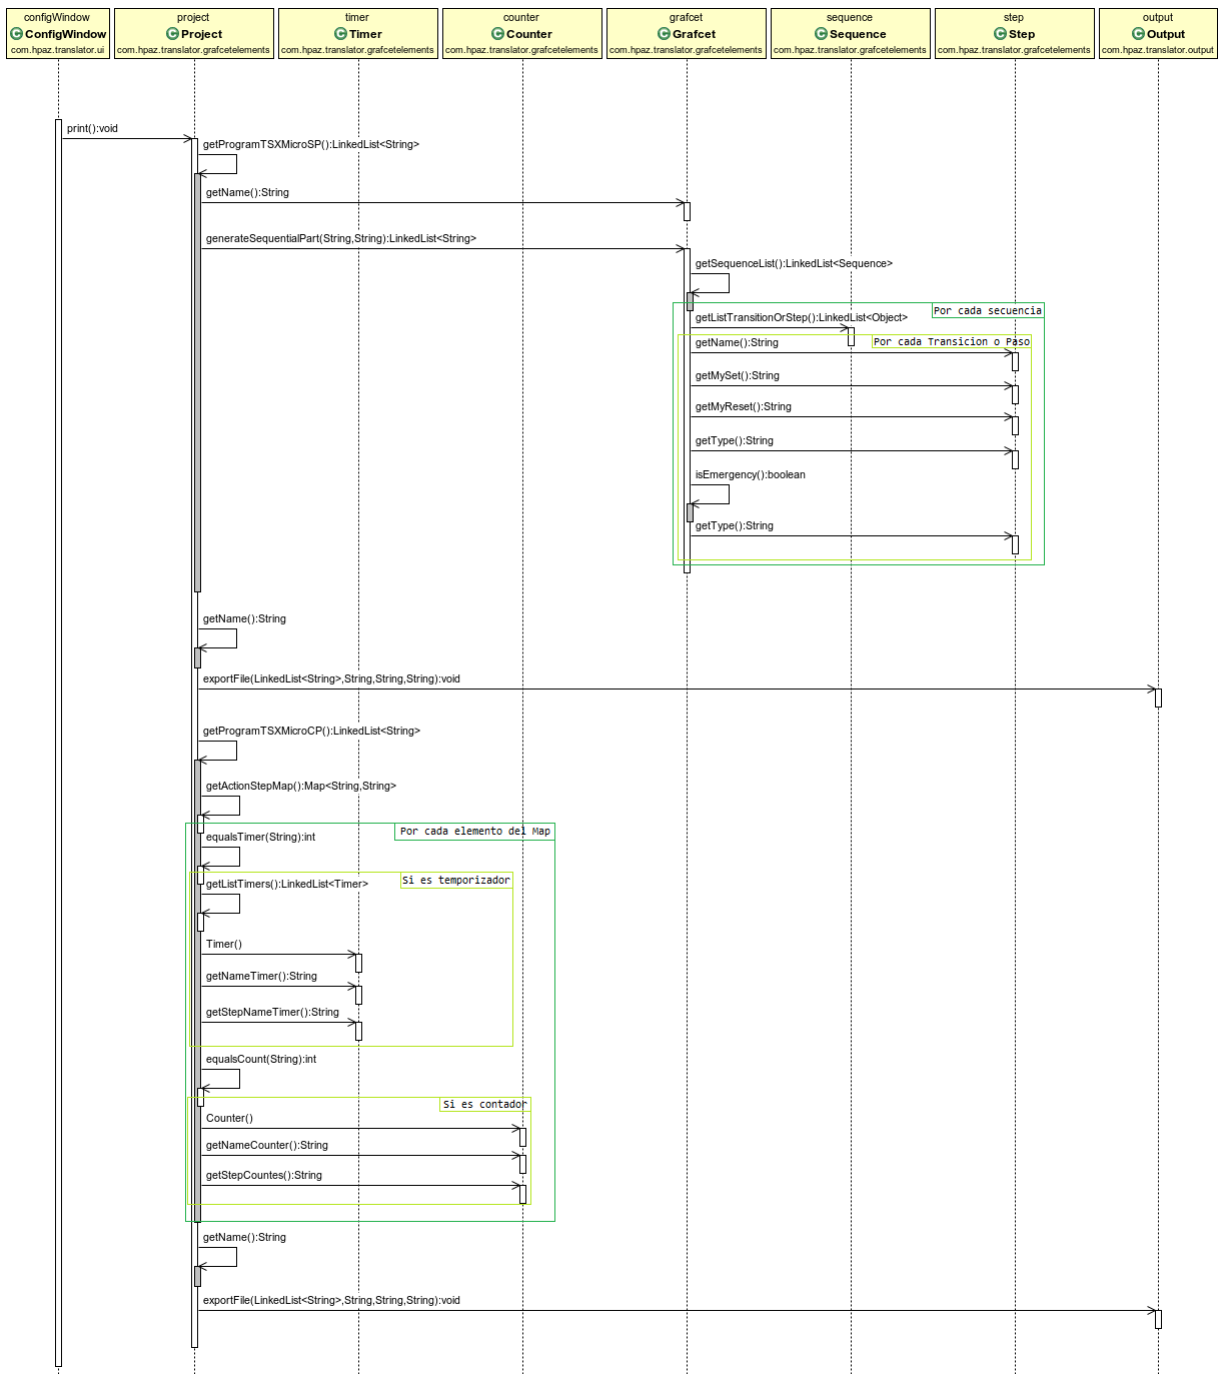 configWindow
C ConfigWindow
com.hpaz.translator.ui
project
C Project
com.hpaz.translator.grafcetelements
timer
C Timer
com.hpaz.translator.grafcetelements
counter
C Counter
com.hpaz.translator.grafcetelements
grafcet
C Grafcet
com.hpaz.translator.grafcetelements
sequence
C Sequence
com.hpaz.translator.grafcetelements
step
C Step
com.hpaz.translator.grafcetelements
output
C Output
com.hpaz.translator.output
print():void
getProgramTSXMicroSP():LinkedList<String>
getName():String
generateSequentialPart(String,String):LinkedList<String>
getSequenceList():LinkedList<Sequence>
Por cada secuencia
getListTransitionOrStep():LinkedList<Object>
Por cada Transicion o Paso
getName():String
getMySet():String
getMyReset():String
getType():String
isEmergency():boolean
getType():String
getName():String
exportFile(LinkedList<String>,String,String,String):void
getProgramTSXMicroCP():LinkedList<String>
getActionStepMap():Map<String,String>
Por cada elemento del Map
equalsTimer(String):int
Si es temporizador
getListTimers():LinkedList<Timer>
Timer()
getNameTimer():String
getStepNameTimer():String
equalsCount(String):int
Si es contador
Counter()
getNameCounter():String
getStepCountes():String
getName():String
exportFile(LinkedList<String>,String,String,String):void